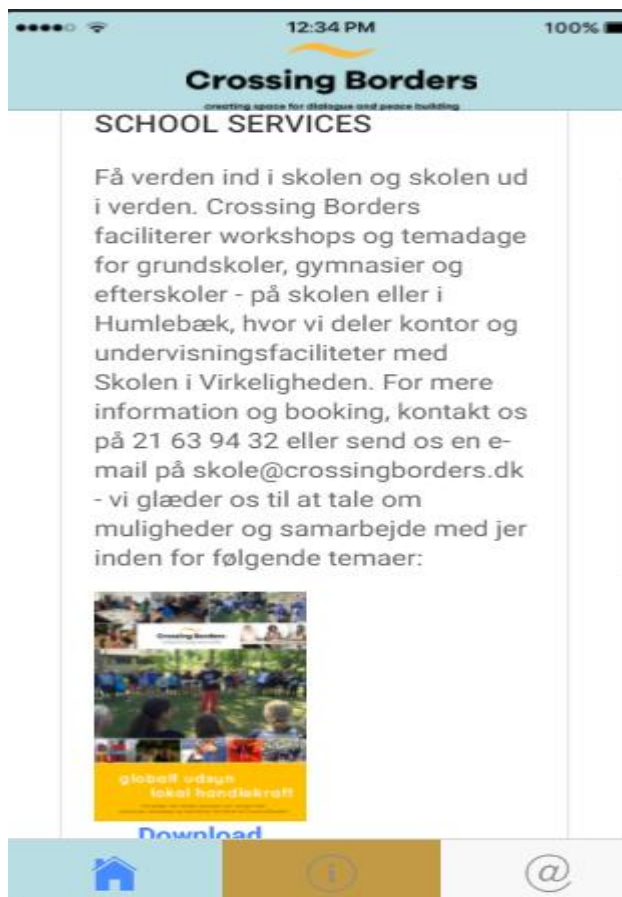 12:34 PM
100%
Crossing Borders
creating space for dialogue and peace building
SCHOOL SERVICES
Få verden ind i skolen og skolen ud
i verden. Crossing Borders
faciliterer workshops og temadage
for grundskoler, gymnasier og
efterskoler - på skolen eller i
Humlebæk, hvor vi deler kontor og
undervisningsfaciliteter med
Skolen i Virkeligheden. For mere
information og booking, kontakt os
på 21 63 94 32 eller send os en e-
mail på skole@crossingborders.dk
- vi glæder os til at tale om
muligheder og samarbejde med jer
inden for følgende temaer:
Crossing Borders
globalt udsyn
lokal handlekraft
Download